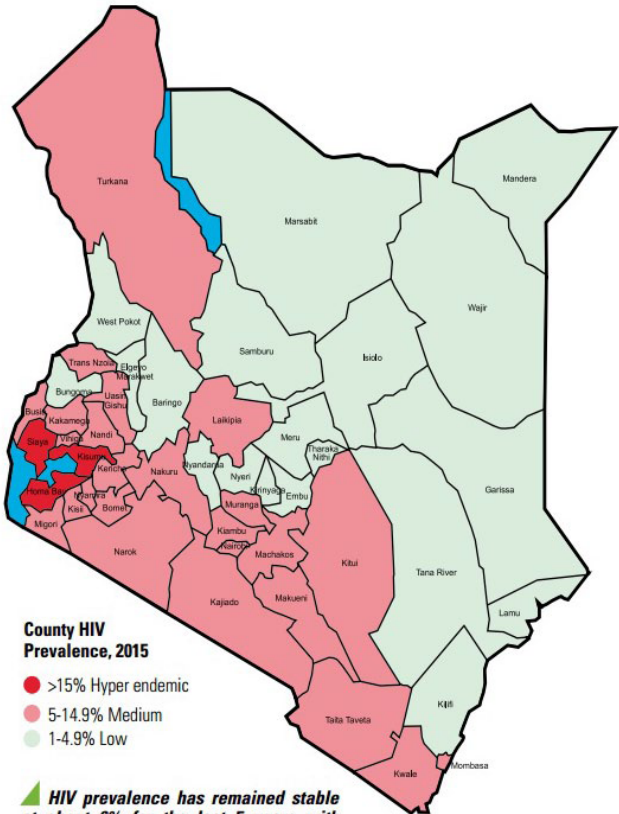 Mandera
Turkana
Marsabit
Wajir
West Pokot
Samburu
Isiolo
Trans Nzoia
Elgeyo
Marakwet
Bungoma
Uasin
Gishu
Baringo
Busia
Kakamega
Laikipia
Meru
Siaya
Vihiga
Nandi
Tharaka
Nithi
Kisumu
Kericho
Nakuru
Nyandarua
Nyeri
Garissa
Kirinyaga
Embu
Homa Bay
Nyamira
Kisii
Bomet
Muranga
Migori
Kiambu
Nairobi
Machakos
Narok
Kitui
Tana River
Kajiado
Makueni
Lamu
County HIV
Prevalence, 2015
>15% Hyper endemic
5-14.9% Medium
1-4.9% Low
Kilifi
Taita Taveta
Mombasa
Kwale
HIV prevalence has remained stable